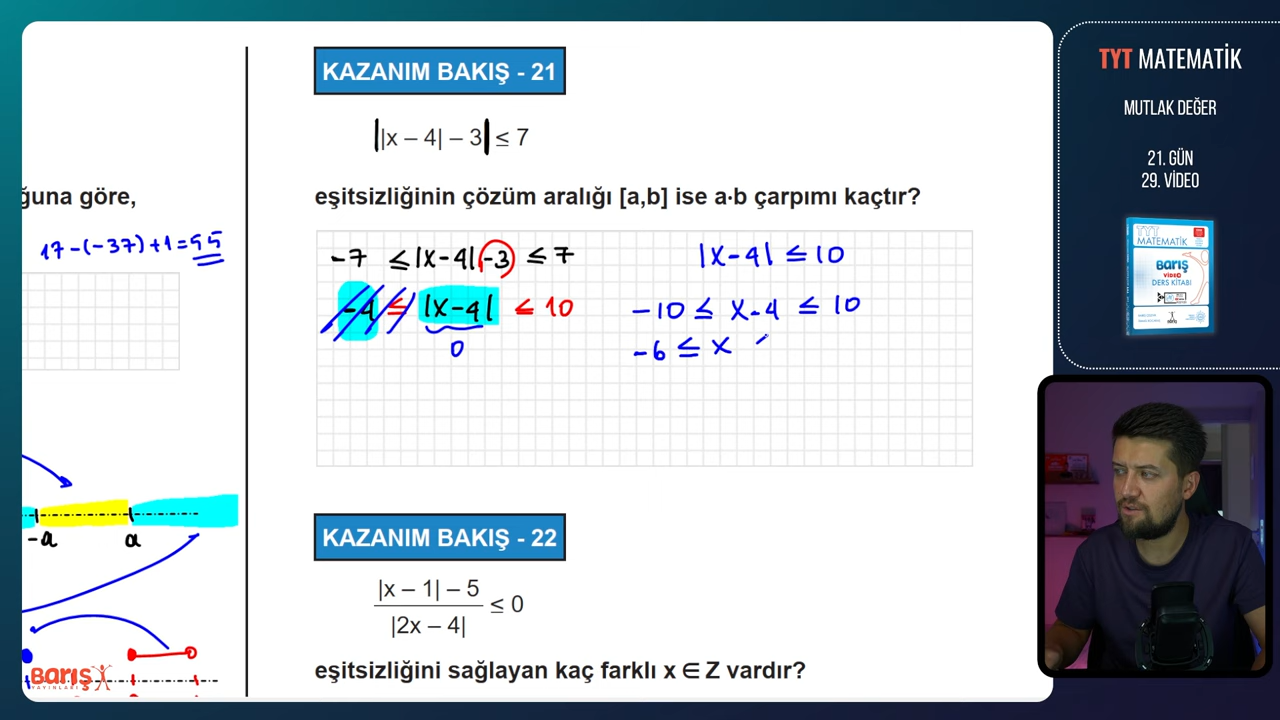 ğuna göre,
17-(-37)+1=55
-a a
BARIŞ
YAYINLARI
KAZANIM BAKIŞ - 21
||x – 4| – 3| ≤ 7
eşitsizliğinin çözüm aralığı [a,b] ise a·b çarpımı kaçtır?
-7 ≤ |x-4| -3 ≤ 7
-4 ≤ |x-4| ≤ 10
0
|x-4| ≤ 10
-10 ≤ x-4 ≤ 10
-6 ≤ x
KAZANIM BAKIŞ - 22
|x – 1| – 5
|2x – 4|
≤ 0
eşitsizliğini sağlayan kaç farklı x ∈ Z vardır?
TYT MATEMATİK
MUTLAK DEĞER
21. GÜN
29. VİDEO
TYT
MATEMATİK
BARIŞ
VİDEO
DERS KİTABI